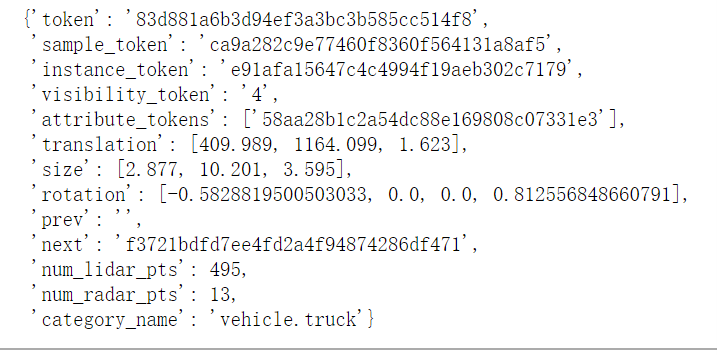 {'token': '83d881a6b3d94ef3a3bc3b585cc514f8',
'sample_token': 'ca9a282c9e77460f8360f564131a8af5',
'instance_token': 'e91afa15647c4c4994f19aeb302c7179',
'visibility_token': '4',
'attribute_tokens': ['58aa28b1c2a54dc88e169808c07331e3'],
'translation': [409.989, 1164.099, 1.623],
'size': [2.877, 10.201, 3.595],
'rotation': [-0.5828819500503033, 0.0, 0.0, 0.812556848660791],
'prev': '',
'next': 'f3721bdfd7ee4fd2a4f94874286df471',
'num_lidar_pts': 495,
'num_radar_pts': 13,
'category_name': 'vehicle.truck'}